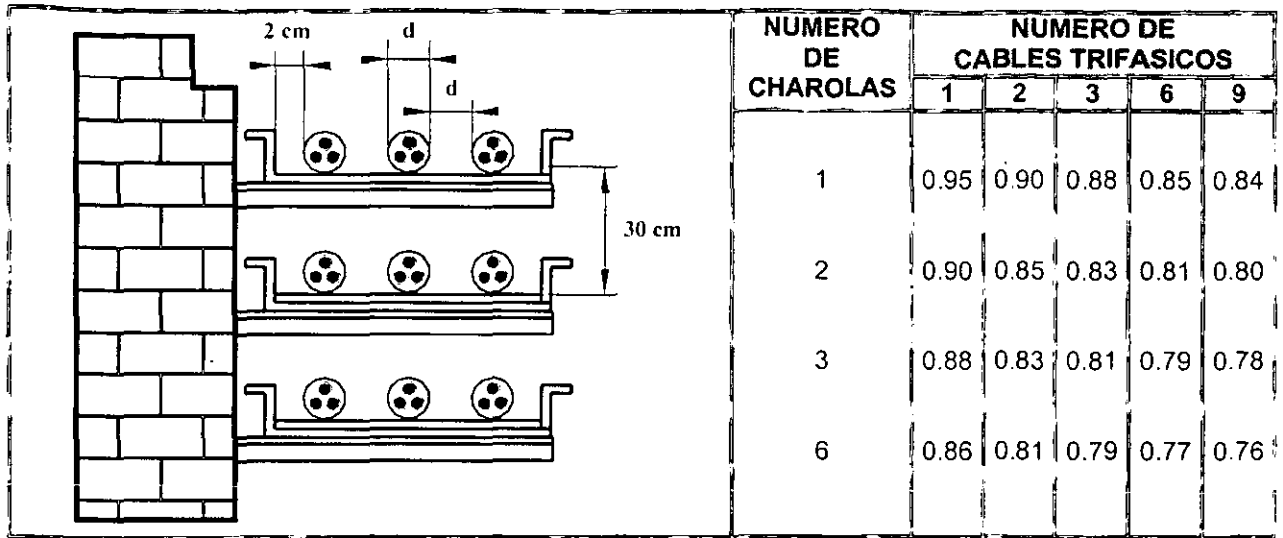 2 cm
d
d
30 cm
NUMERO DE CHAROLAS
NUMERO DE CABLES TRIFASICOS
1 2 3 6 9
1 0.95 0.90 0.88 0.85 0.84
2 0.90 0.85 0.83 0.81 0.80
3 0.88 0.83 0.81 0.79 0.78
6 0.86 0.81 0.79 0.77 0.76